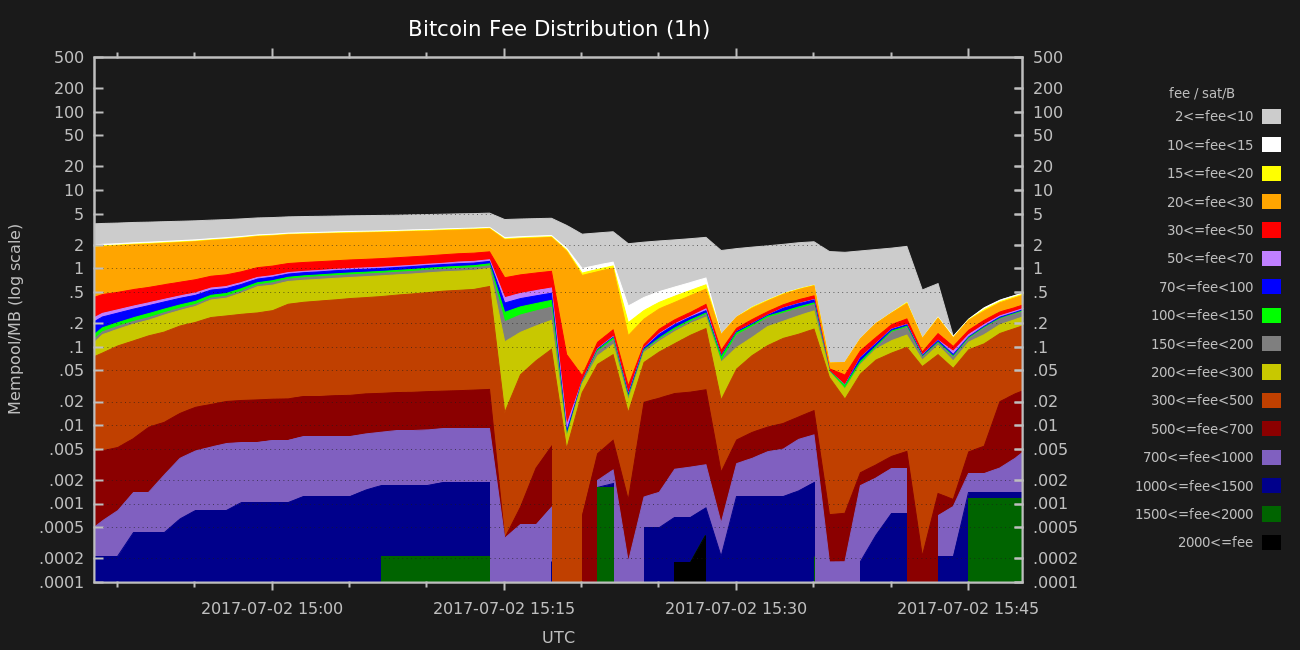 Bitcoin Fee Distribution (1h)
Mempool/MB (log scale)
500
200
100
50
20
10
5
2
1
.5
.2
.1
.05
.02
.01
.005
.002
.001
.0005
.0002
.0001
500
200
100
50
20
10
5
2
1
.5
.2
.1
.05
.02
.01
.005
.002
.001
.0005
.0002
.0001
2017-07-02 15:00
2017-07-02 15:15
2017-07-02 15:30
2017-07-02 15:45
UTC
fee / sat/B
2<=fee<10
10<=fee<15
15<=fee<20
20<=fee<30
30<=fee<50
50<=fee<70
70<=fee<100
100<=fee<150
150<=fee<200
200<=fee<300
300<=fee<500
500<=fee<700
700<=fee<1000
1000<=fee<1500
1500<=fee<2000
2000<=fee